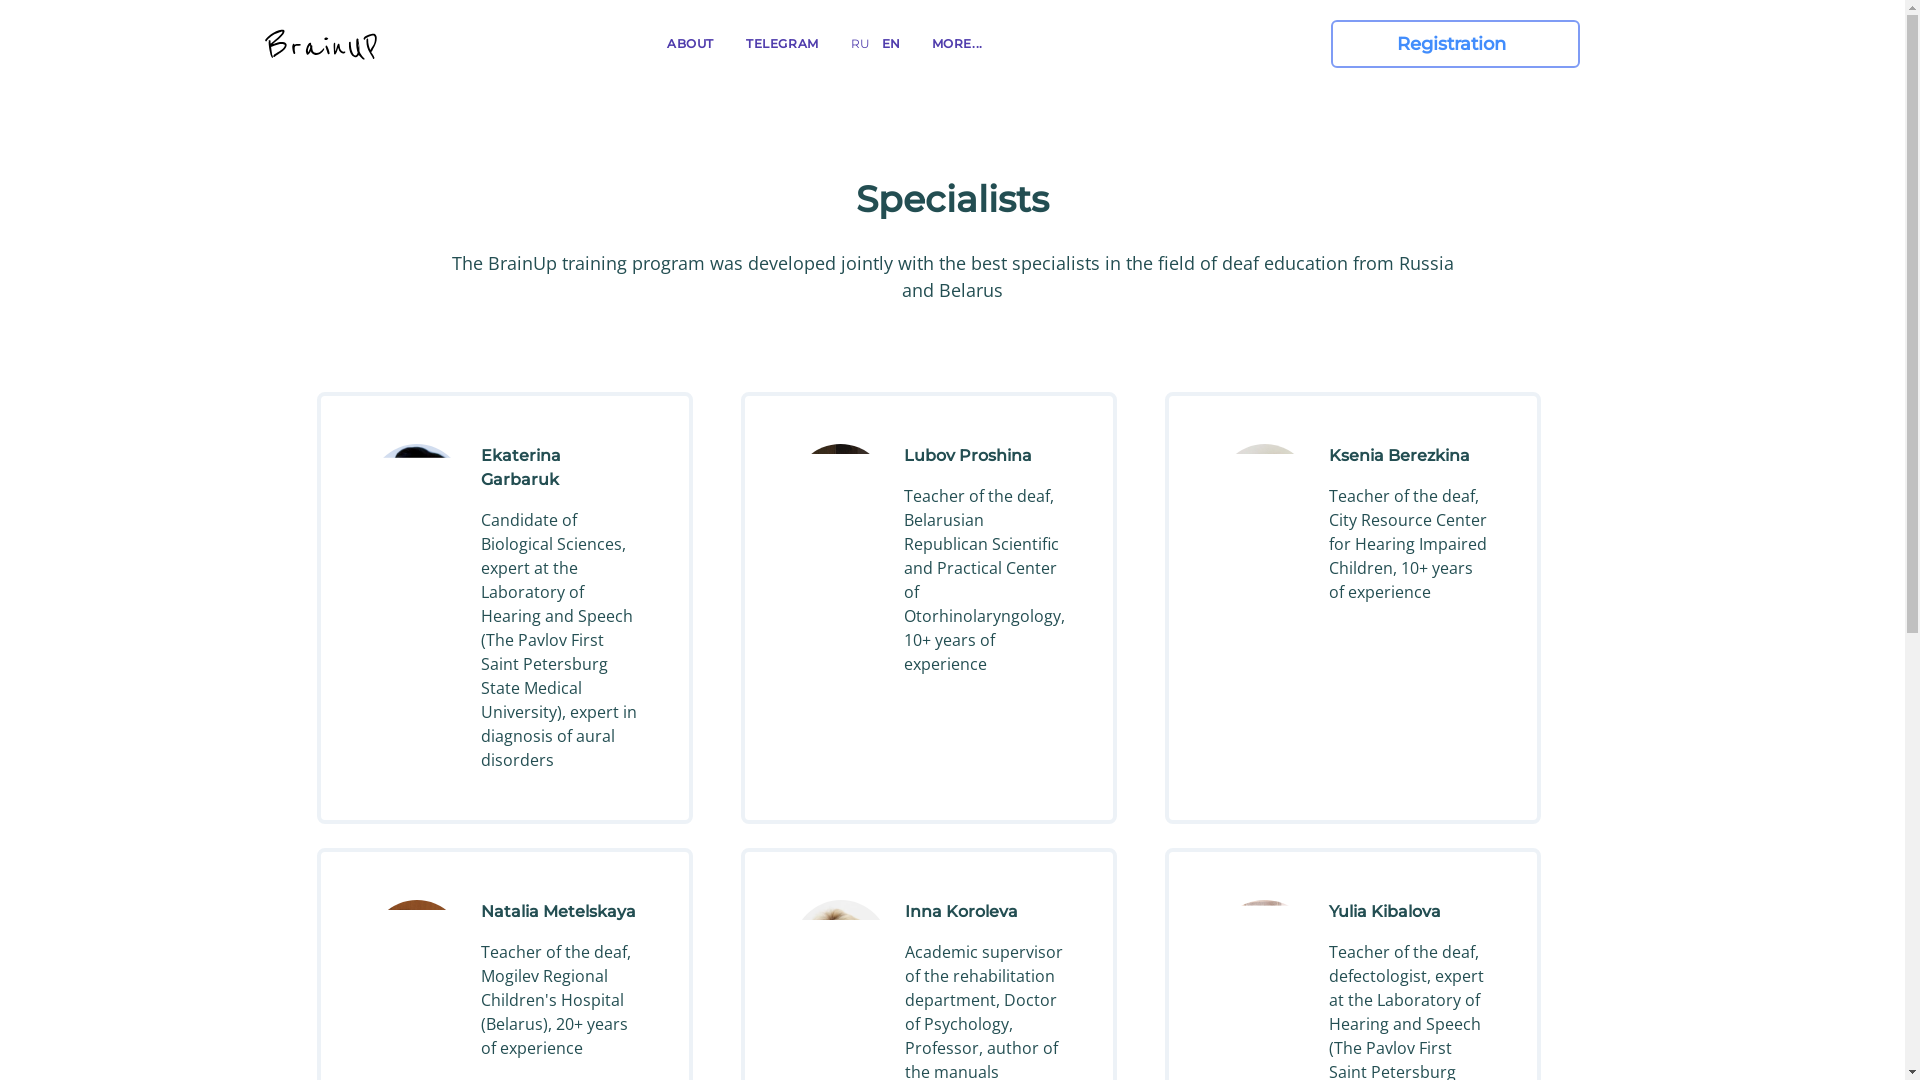 BrainUP
ABOUT
TELEGRAM
RU
EN
MORE...
Registration
Specialists
The BrainUp training program was developed jointly with the best specialists in the field of deaf education from Russia
and Belarus
Ekaterina
Garbaruk
Candidate of
Biological Sciences,
expert at the
Laboratory of
Hearing and Speech
(The Pavlov First
Saint Petersburg
State Medical
University), expert in
diagnosis of aural
disorders
Lubov Proshina
Teacher of the deaf,
Belarusian
Republican Scientific
and Practical Center
of
Otorhinolaryngology,
10+ years of
experience
Ksenia Berezkina
Teacher of the deaf,
City Resource Center
for Hearing Impaired
Children, 10+ years
of experience
Natalia Metelskaya
Teacher of the deaf,
Mogilev Regional
Children's Hospital
(Belarus), 20+ years
of experience
Inna Koroleva
Academic supervisor
of the rehabilitation
department, Doctor
of Psychology,
Professor, author of
the manuals
Yulia Kibalova
Teacher of the deaf,
defectologist, expert
at the Laboratory of
Hearing and Speech
(The Pavlov First
Saint Petersburg